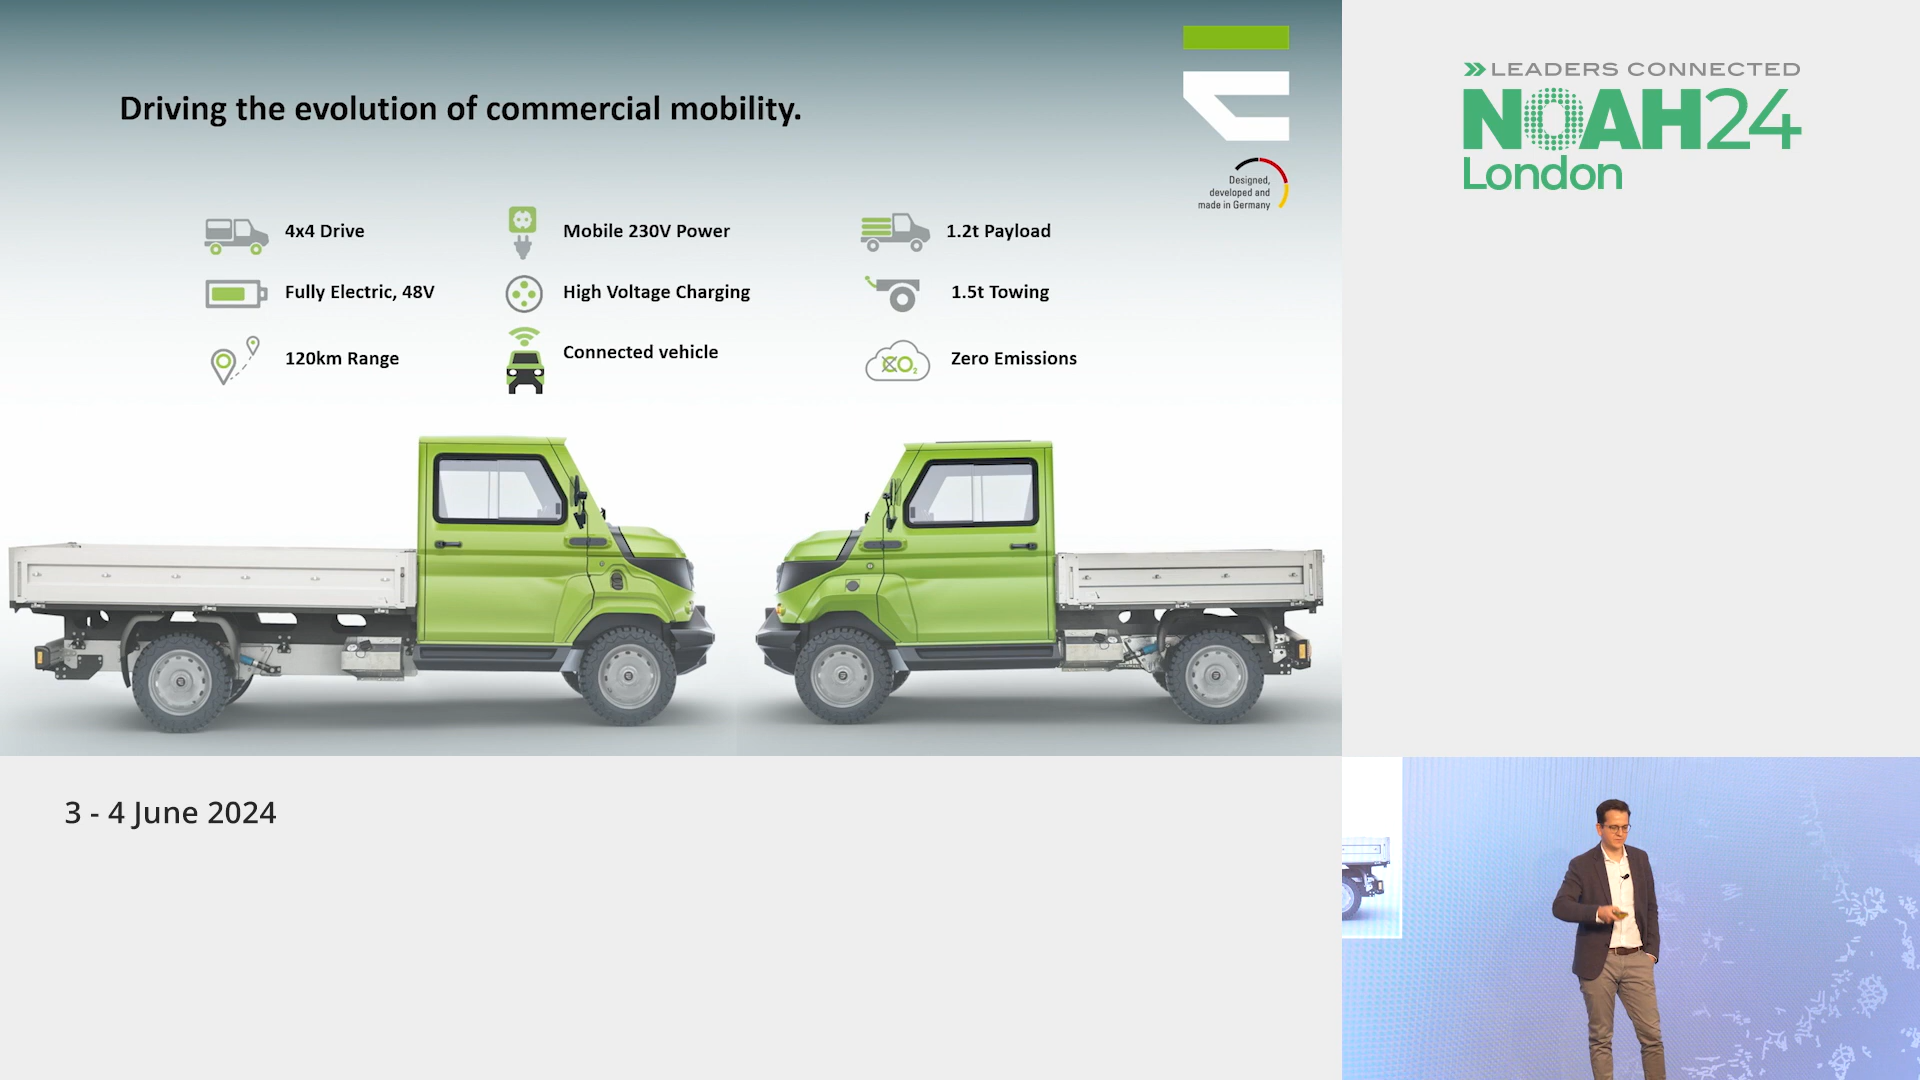 Driving the evolution of commercial mobility.
Designed,
developed and
made in Germany
4x4 Drive
Mobile 230V Power
1.2t Payload
Fully Electric, 48V
High Voltage Charging
1.5t Towing
120km Range
Connected vehicle
CO2
Zero Emissions
LEADERS CONNECTED
NOAH24
London
3 - 4 June 2024